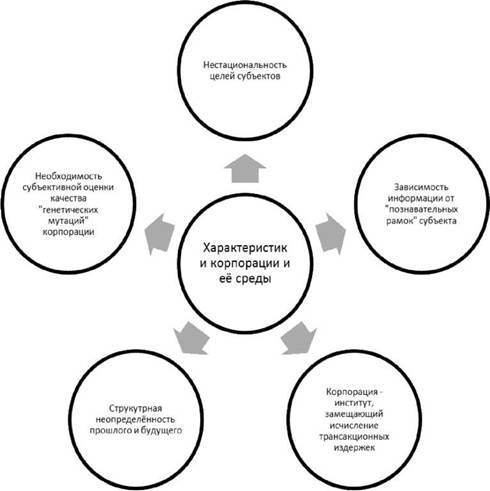 Нестациональность
целей субъектов
Необходимость
субъективной оценки
качества
"генетических
мутаций"
корпорации
Зависимость
информации от
"познавательных
рамок" субъекта
Характеристик
и корпорации и
её среды
Струкутрная
неопределённость
прошлого и будущего
Корпорация -
институт,
замещающий
исчисление
трансакционных
издержек